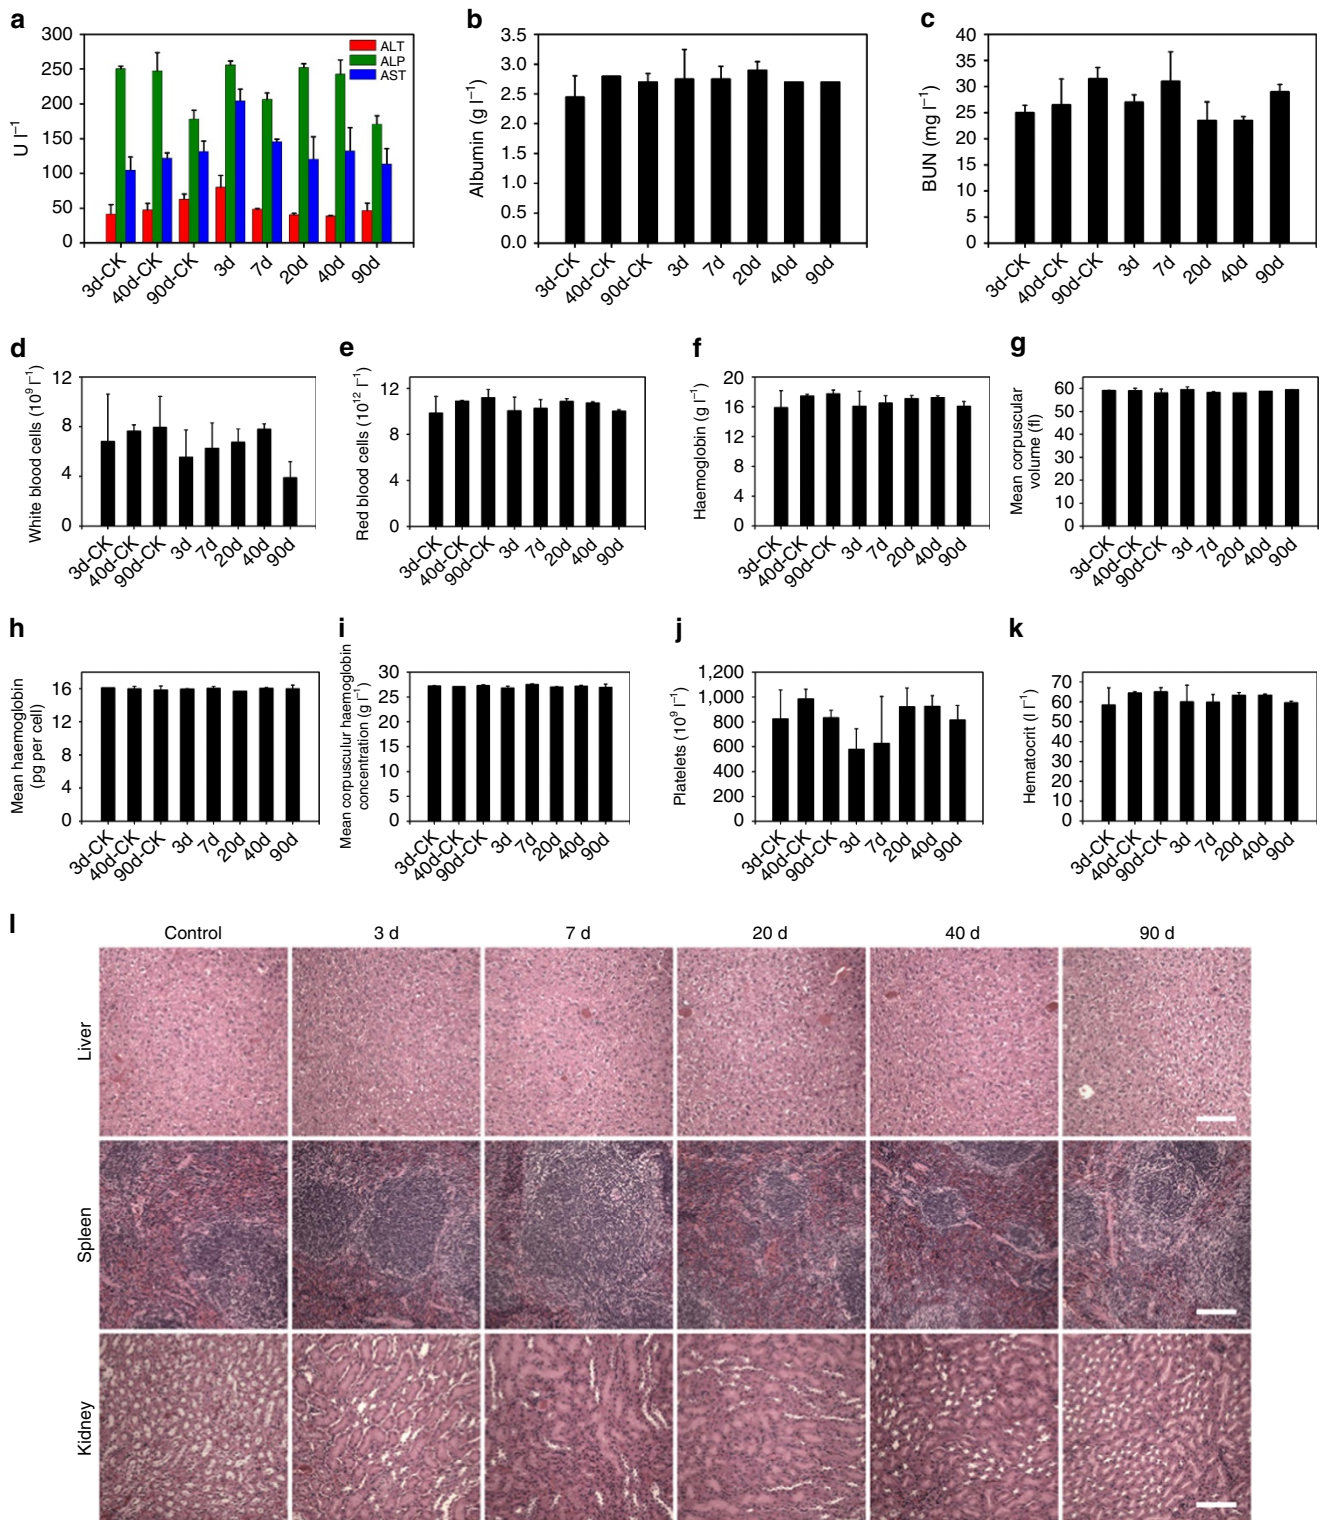 a
U l⁻¹
300
250
200
150
100
50
0
ALT
ALP
AST
3d-CK
40d-CK
90d-CK
3d
7d
20d
40d
90d
b
Albumin (g l⁻¹)
3.5
3.0
2.5
2.0
1.5
1.0
0.5
0.0
3d-CK
40d-CK
90d-CK
3d
7d
20d
40d
90d
c
BUN (mg l⁻¹)
40
35
30
25
20
15
10
5
0
3d-CK
40d-CK
90d-CK
3d
7d
20d
40d
90d
d
White blood cells (10⁹ l⁻¹)
12
8
4
0
3d-CK
40d-CK
90d-CK
3d
7d
20d
40d
90d
e
Red blood cells (10¹² l⁻¹)
12
8
4
0
3d-CK
40d-CK
90d-CK
3d
7d
20d
40d
90d
f
Haemoglobin (g l⁻¹)
20
16
12
8
4
0
3d-CK
40d-CK
90d-CK
3d
7d
20d
40d
90d
g
Mean corpuscular
volume (fl)
60
50
40
30
20
10
0
3d-CK
40d-CK
90d-CK
3d
7d
20d
40d
90d
h
Mean haemoglobin
(pg per cell)
16
12
8
4
0
3d-CK
40d-CK
90d-CK
3d
7d
20d
40d
90d
i
Mean corpusculur haemoglobin
concentration (g l⁻¹)
30
25
20
15
10
5
0
3d-CK
40d-CK
90d-CK
3d
7d
20d
40d
90d
j
Platelets (10⁹ l⁻¹)
1,200
1,000
800
600
400
200
0
3d-CK
40d-CK
90d-CK
3d
7d
20d
40d
90d
k
Hematocrit (l l⁻¹)
70
60
50
40
30
20
10
0
3d-CK
40d-CK
90d-CK
3d
7d
20d
40d
90d
l
Control
3 d
7 d
20 d
40 d
90 d
Liver
Spleen
Kidney